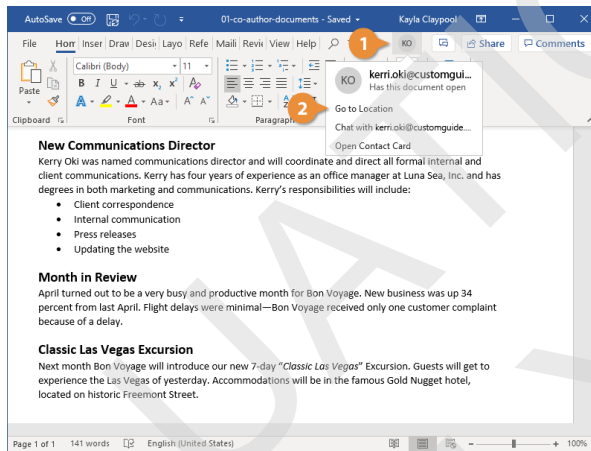 AutoSave Off 01-co-author-documents - Saved Kayla Claypool
File Hom Inser Draw Desi Layo Refe Maili Revie View Help 1 KO Share Comments
Calibri (Body) 11
Paste
B I U ab x₂ x² A
A A Aa A A
Clipboard Font Paragraph
KO kerri.oki@customgui...
Has this document open
2 Go to Location
Chat with kerri.oki@customguide....
Open Contact Card
New Communications Director
Kerry Oki was named communications director and will coordinate and direct all formal internal and
client communications. Kerry has four years of experience as an office manager at Luna Sea, Inc. and has
degrees in both marketing and communications. Kerry's responsibilities will include:
• Client correspondence
• Internal communication
• Press releases
• Updating the website
Month in Review
April turned out to be a very busy and productive month for Bon Voyage. New business was up 34
percent from last April. Flight delays were minimal—Bon Voyage received only one customer complaint
because of a delay.
Classic Las Vegas Excursion
Next month Bon Voyage will introduce our new 7-day "Classic Las Vegas" Excursion. Guests will get to
experience the Las Vegas of yesterday. Accommodations will be in the famous Gold Nugget hotel,
located on historic Freemont Street.
Page 1 of 1 141 words English (United States) 100%